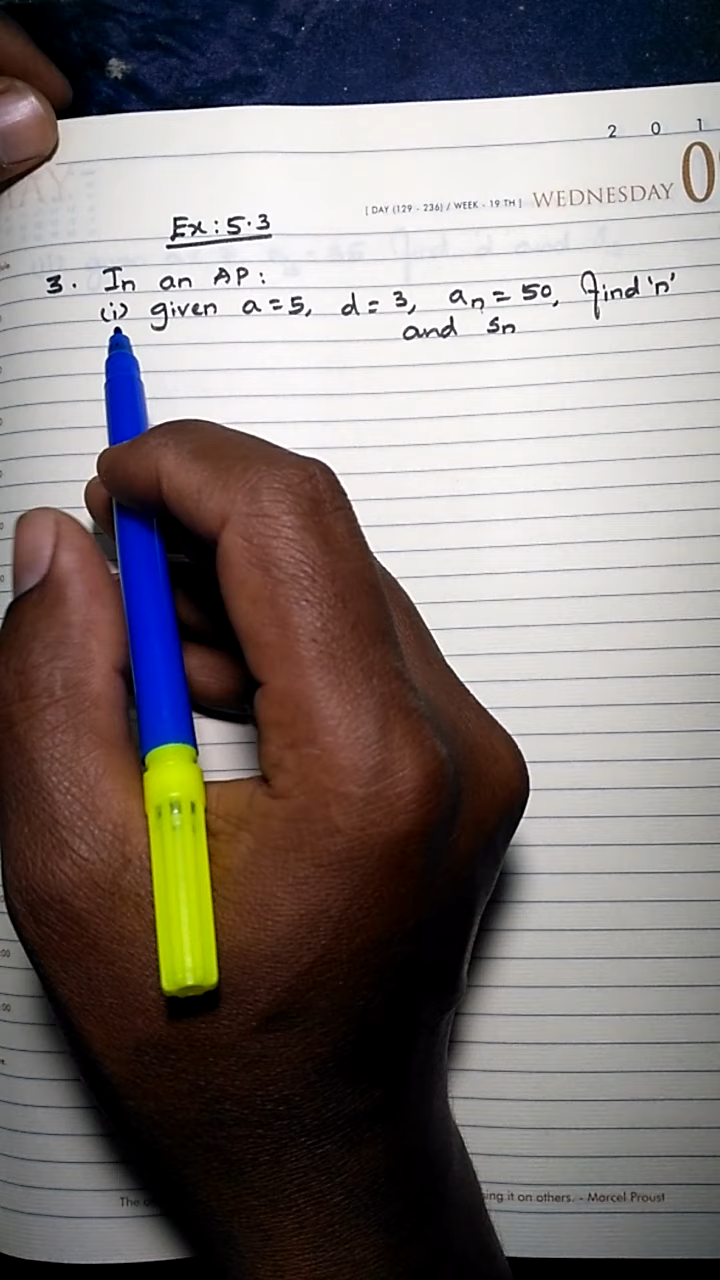 2 0 1
[ DAY (129 - 236) / WEEK - 19 TH ] WEDNESDAY 0
Ex: 5.3
3. In an AP:
(i) given a = 5, d = 3, aₙ = 50, find 'n'
and Sₙ
The
ing it on others. - Marcel Proust